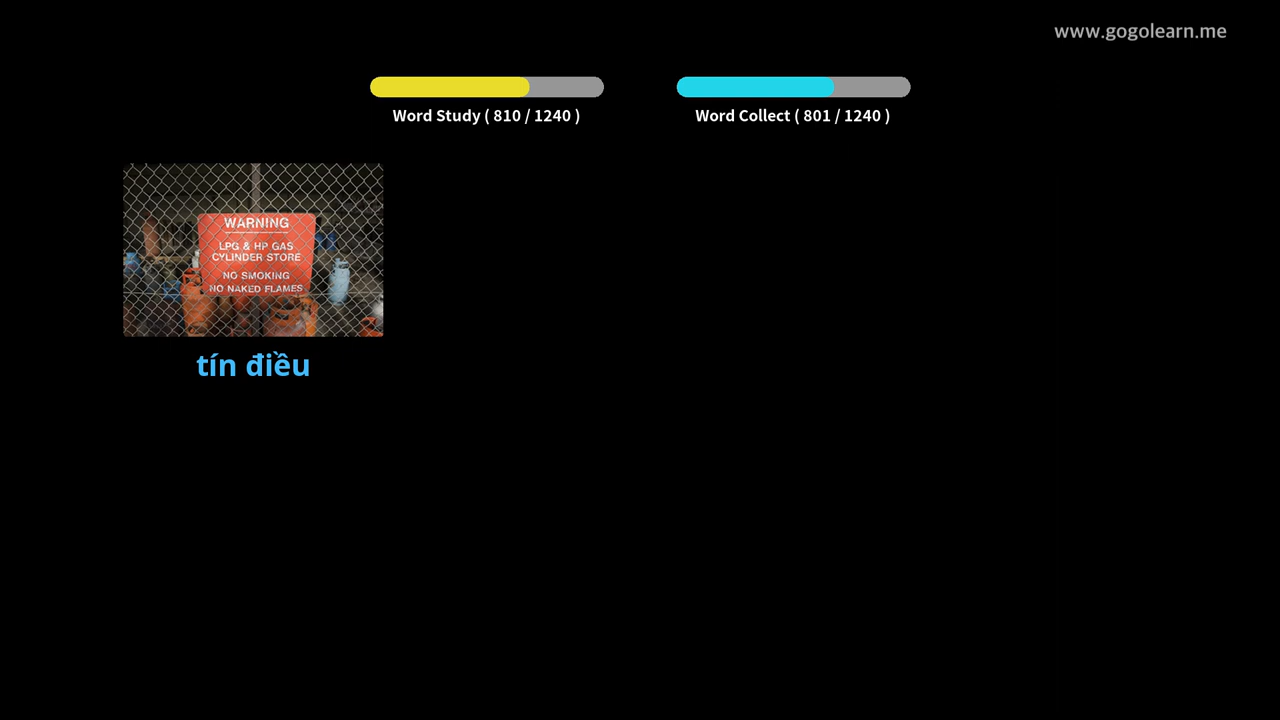 www.gogolearn.me
Word Study ( 810 / 1240 )
Word Collect ( 801 / 1240 )
WARNING
LPG & HP GAS
CYLINDER STORE
NO SMOKING
NO NAKED FLAMES
tín điều